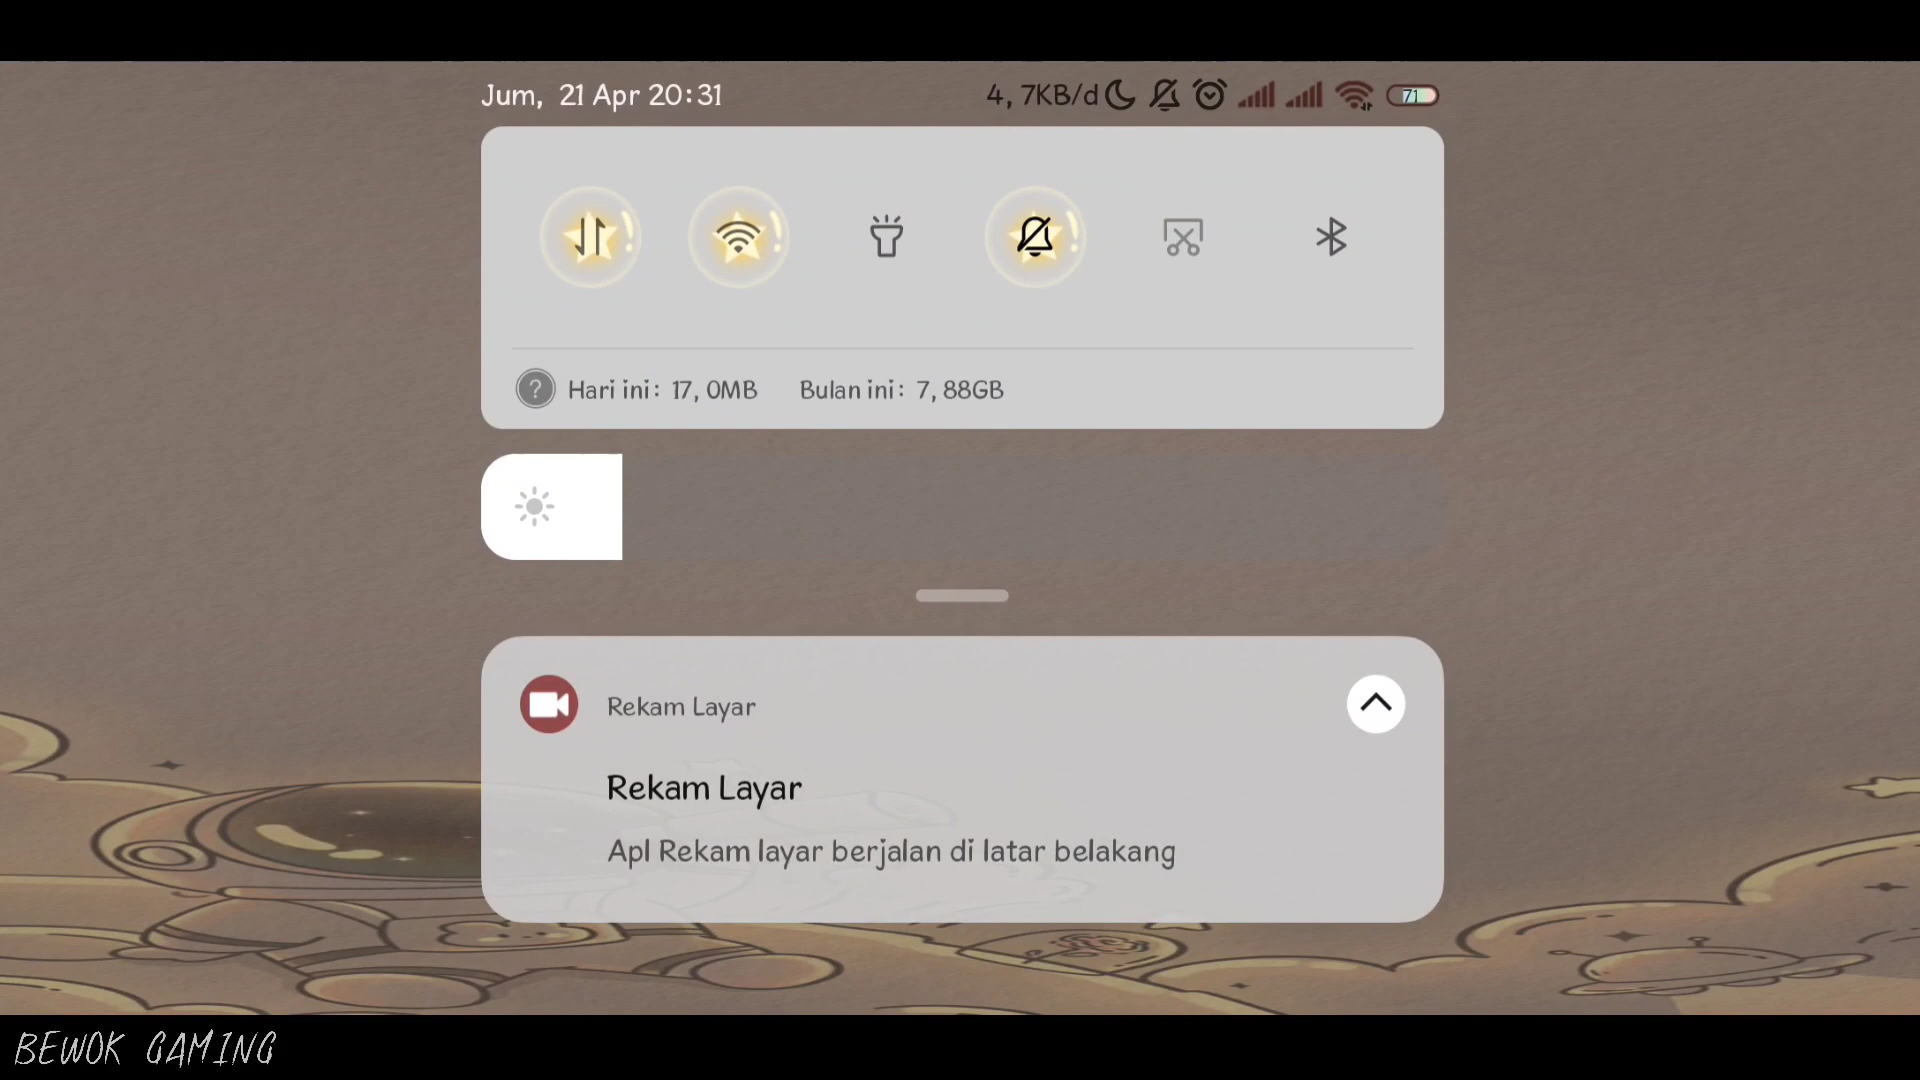 Jum, 21 Apr 20:31
4, 7KB/d
71
Hari ini: 17, 0MB Bulan ini: 7, 88GB
Rekam Layar
Rekam Layar
Apl Rekam layar berjalan di latar belakang
BEWOK GAMING